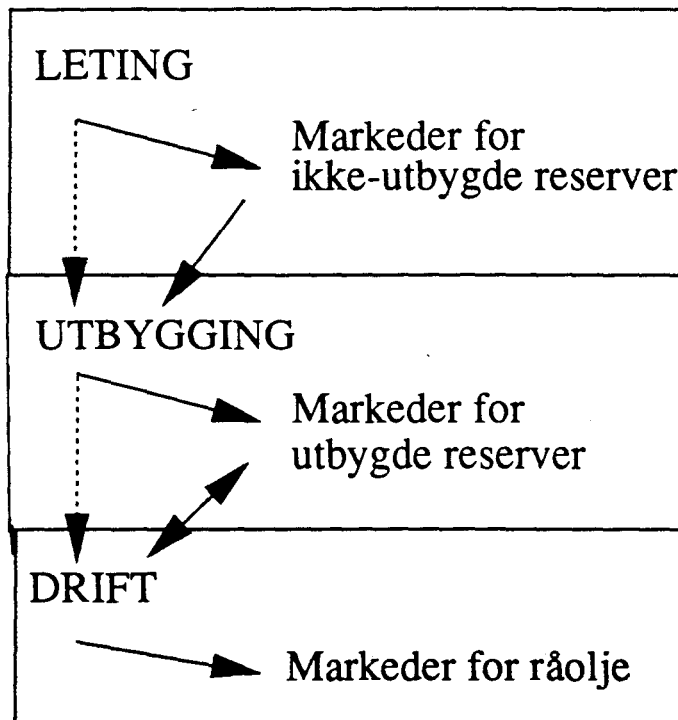 LETING
Markeder for
ikke-utbygde reserver
UTBYGGING
Markeder for
utbygde reserver
DRIFT
Markeder for råolje